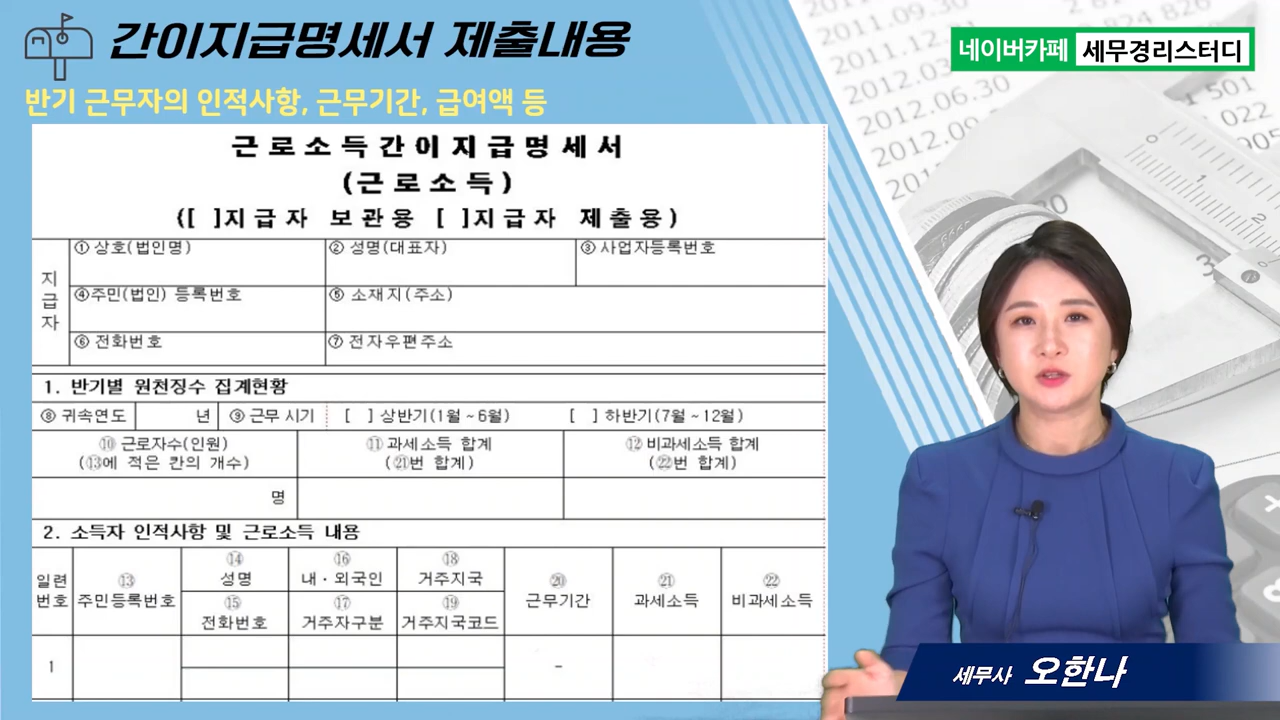 간이지급명세서 제출내용
네이버카페 세무경리스터디
반기 근무자의 인적사항, 근무기간, 급여액 등
근로소득간이지급명세서
(근로소득)
([ ]지급자 보관용 [ ]지급자 제출용)
지급자
① 상호(법인명) ② 성명(대표자) ③ 사업자등록번호
④주민(법인) 등록번호 ⑤ 소재지(주소)
⑥ 전화번호 ⑦ 전자우편주소
1. 반기별 원천징수 집계현황
⑧ 귀속연도 년 ⑨ 근무 시기 [ ] 상반기(1월~6월) [ ] 하반기(7월~12월)
⑩ 근로자수(인원) ⑪ 과세소득 합계 ⑫ 비과세소득 합계
(⑬에 적은 칸의 개수) (㉑번 합계) (㉒번 합계)
명
2. 소득자 인적사항 및 근로소득 내용
일련번호
⑬ 주민등록번호
⑭ 성명
⑮ 전화번호
⑯ 내·외국인
⑰ 거주자구분
⑱ 거주지국
⑲ 거주지국코드
⑳ 근무기간
㉑ 과세소득
㉒ 비과세소득
1 -
2011.09.30
2012.06.30
1 501
022
0
1
2
3
30
세무사 오한나